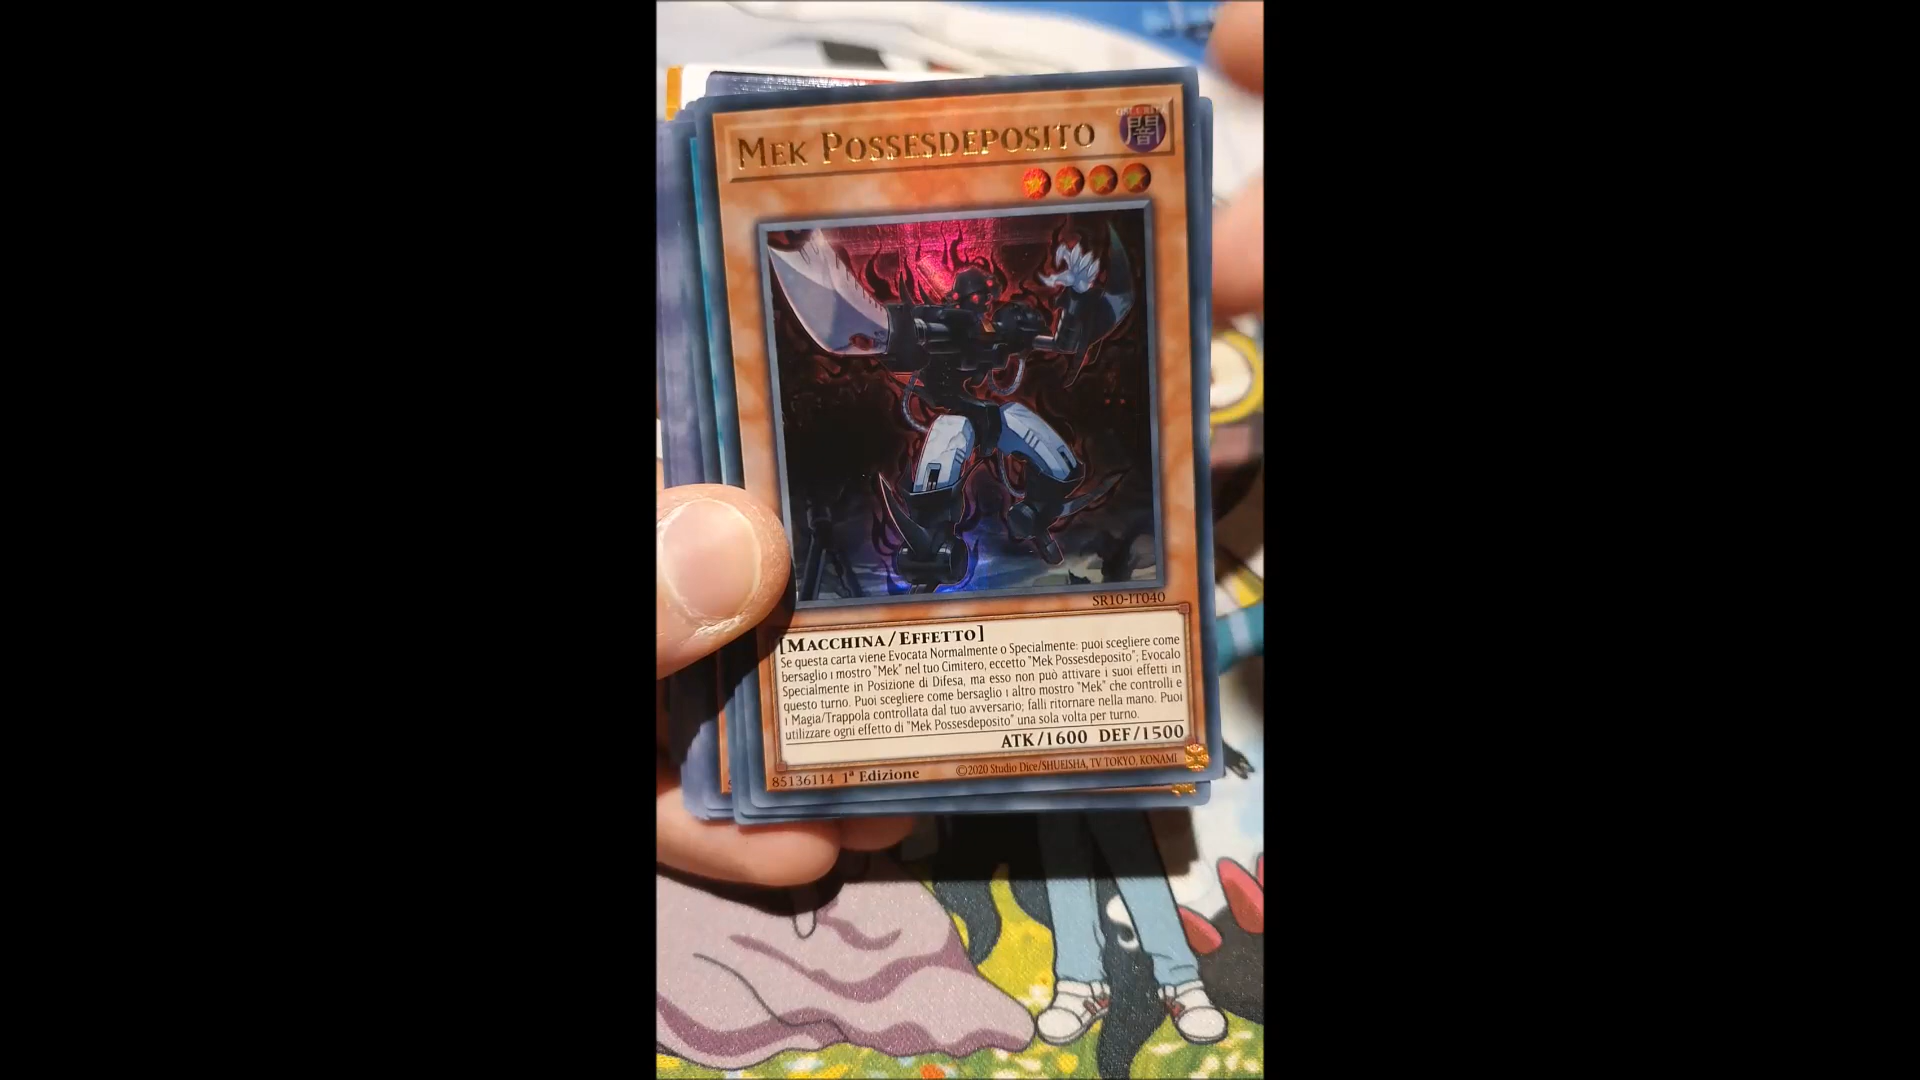 Mek Possesdeposito
OSCURITÀ
闇
SR10-IT040
[Macchina/Effetto]
Se questa carta viene Evocata Normalmente o Specialmente: puoi scegliere come
bersaglio 1 mostro "Mek" nel tuo Cimitero, eccetto "Mek Possesdeposito"; Evocalo
Specialmente in Posizione di Difesa, ma esso non può attivare i suoi effetti in
questo turno. Puoi scegliere come bersaglio 1 altro mostro "Mek" che controlli e
1 Magia/Trappola controllata dal tuo avversario; falli ritornare nella mano. Puoi
utilizzare ogni effetto di "Mek Possesdeposito" una sola volta per turno.
ATK/1600 DEF/1500
85136114 1ª Edizione ©2020 Studio Dice/SHUEISHA, TV TOKYO, KONAMI